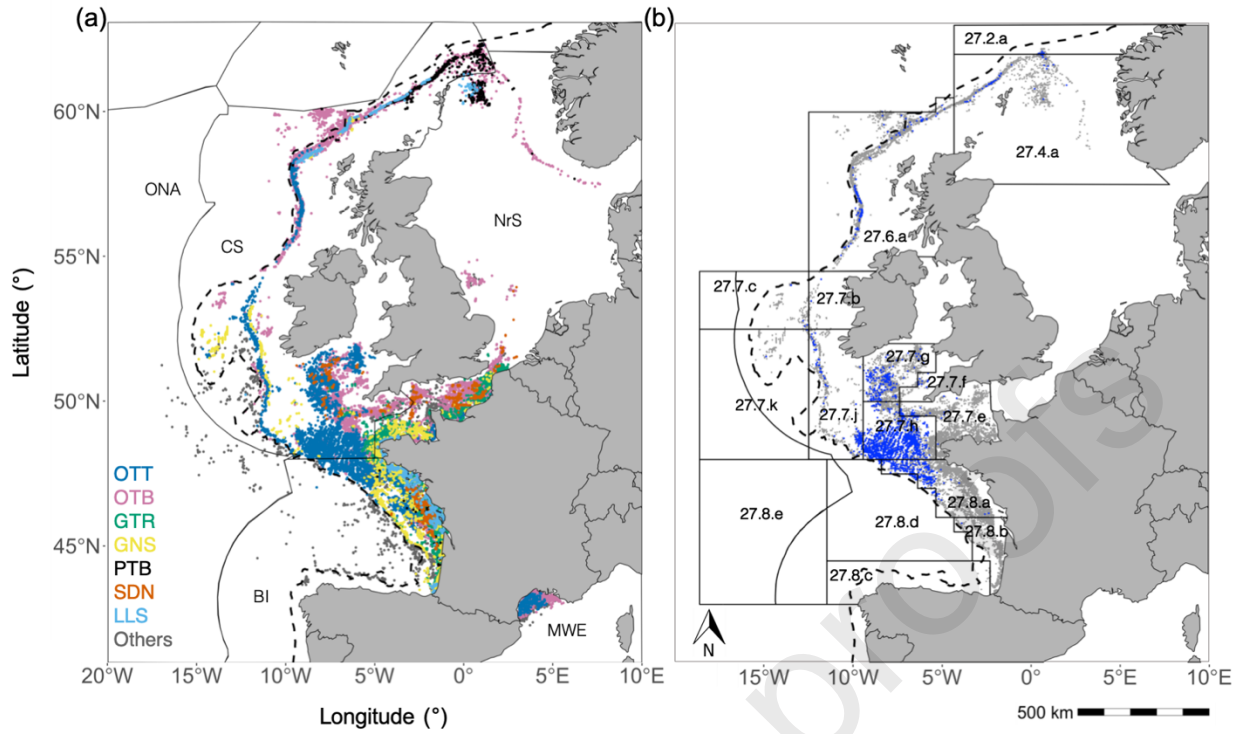 (a)
(b)
60°N
55°N
50°N
45°N
Latitude (°)
ONA
CS
NrS
BI
MWE
OTT
OTB
GTR
GNS
PTB
SDN
LLS
Others
20°W
15°W
10°W
5°W
0°
5°E
10°E
Longitude (°)
27.2.a
27.4.a
27.6.a
27.7.c
27.7.b
27.7.g
27.7.f
27.7.k
27.7.j
27.7.h
27.7.e
27.8.a
27.8.e
27.8.d
27.8.b
27.8.c
N
15°W
10°W
5°W
0°
5°E
10°E
500 km
proofs